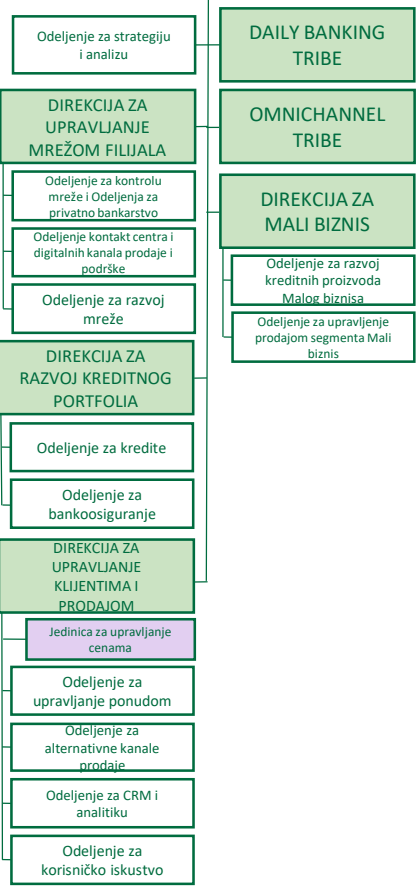 Odeljenje za strategiju
i analizu
DIREKCIJA ZA
UPRAVLJANJE
MREŽOM FILIJALA
Odeljenje za kontrolu
mreže i Odeljenja za
privatno bankarstvo
Odeljenje kontakt centra i
digitalnih kanala prodaje i
podrške
Odeljenje za razvoj
mreže
DIREKCIJA ZA
RAZVOJ KREDITNOG
PORTFOLIA
Odeljenje za kredite
Odeljenje za
bankoosiguranje
DIREKCIJA ZA
UPRAVLJANJE
KLIJENTIMA I
PRODAJOM
Jedinica za upravljanje
cenama
Odeljenje za
upravljanje ponudom
Odeljenje za
alternativne kanale
prodaje
Odeljenje za CRM i
analitiku
Odeljenje za
korisničko iskustvo
DAILY BANKING
TRIBE
OMNICHANNEL
TRIBE
DIREKCIJA ZA
MALI BIZNIS
Odeljenje za razvoj
kreditnih proizvoda
Malog biznisa
Odeljenje za upravljenje
prodajom segmenta Mali
biznis